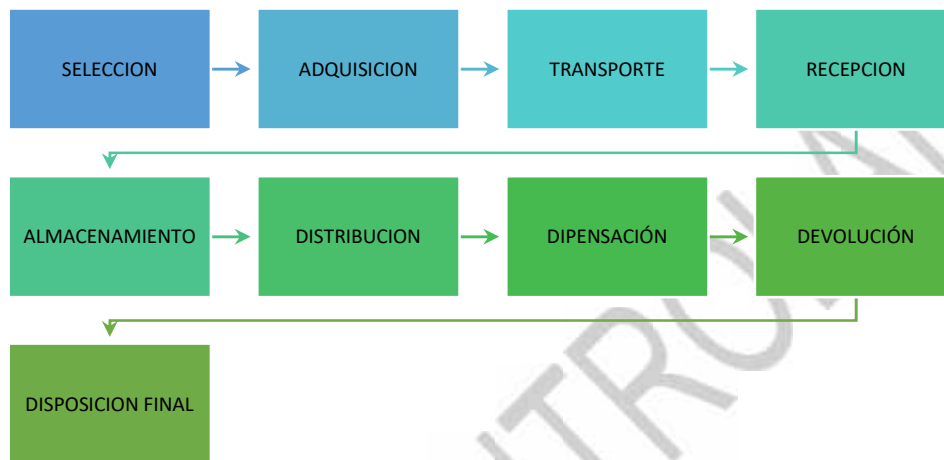 SELECCION
ADQUISICION
TRANSPORTE
RECEPCION
ALMACENAMIENTO
DISTRIBUCION
DIPENSACIÓN
DEVOLUCIÓN
DISPOSICION FINAL